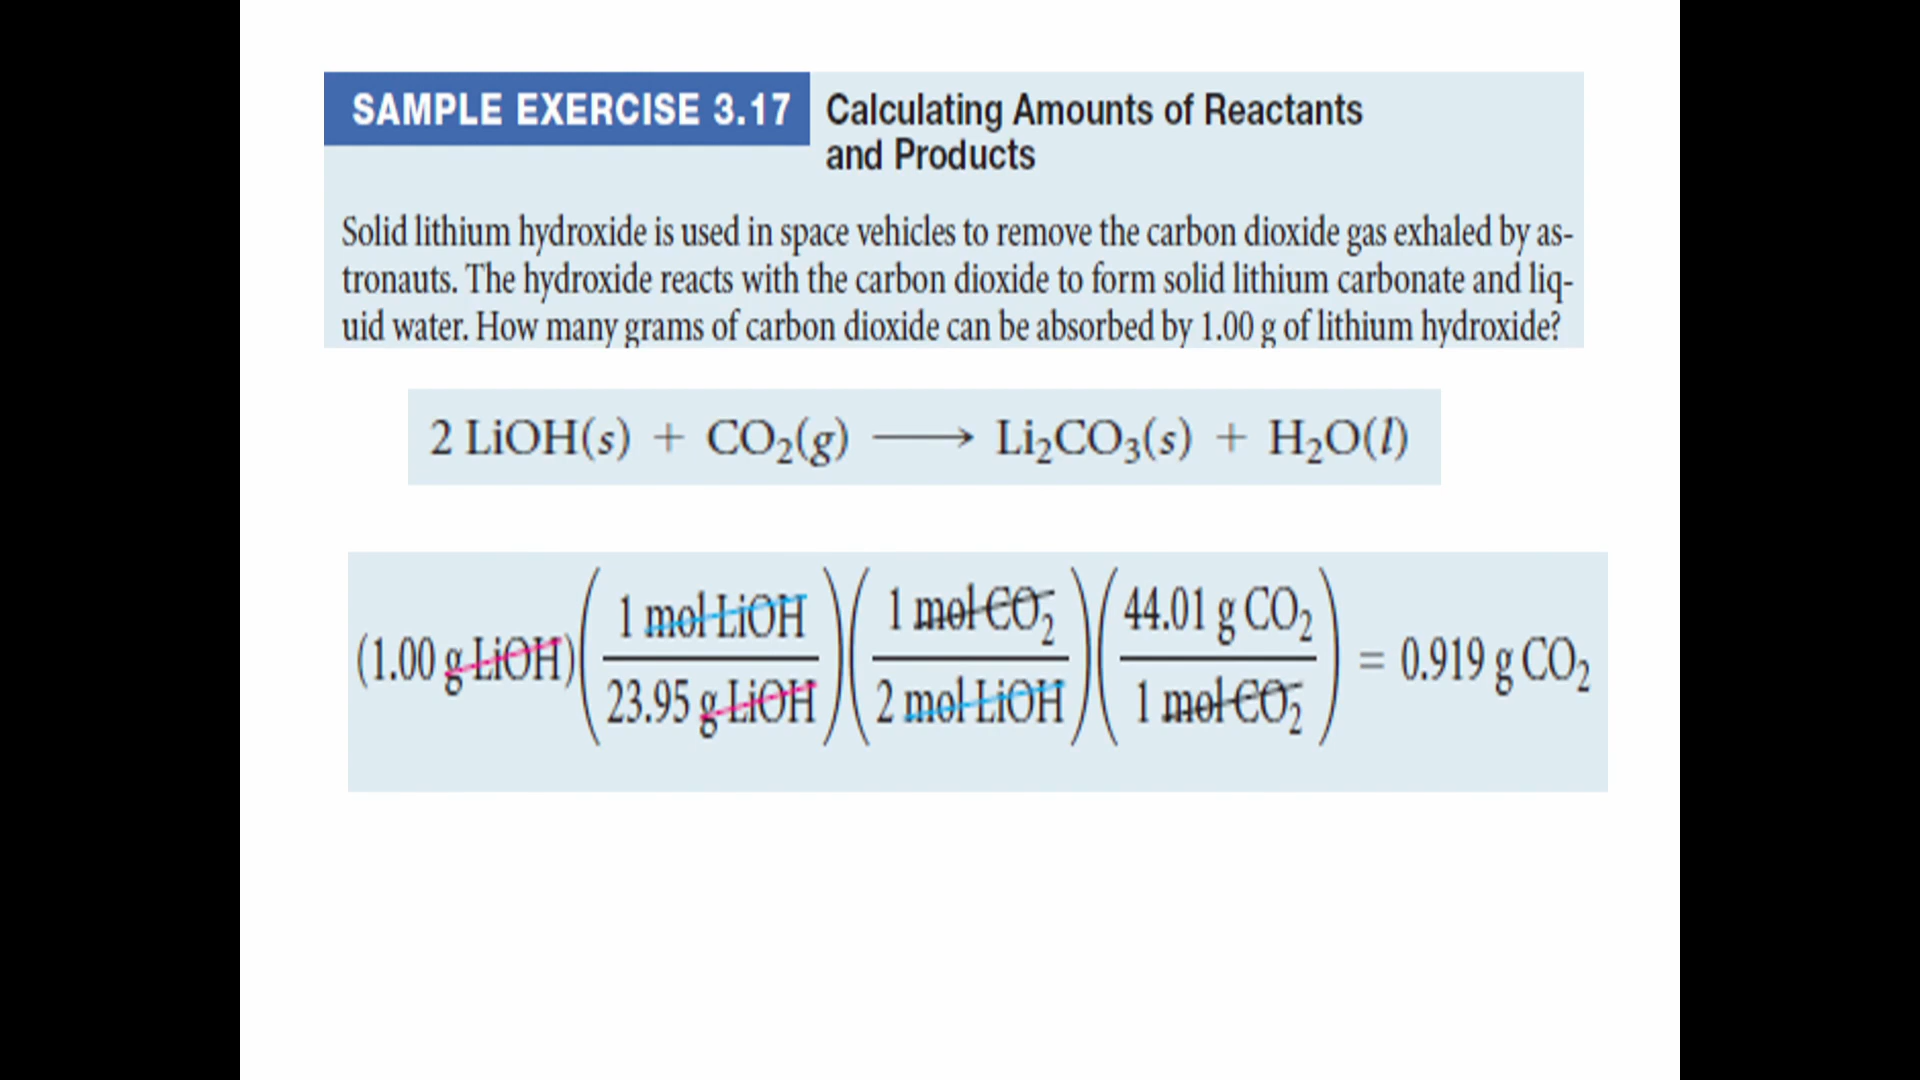 SAMPLE EXERCISE 3.17 Calculating Amounts of Reactants
and Products
Solid lithium hydroxide is used in space vehicles to remove the carbon dioxide gas exhaled by as-
tronauts. The hydroxide reacts with the carbon dioxide to form solid lithium carbonate and liq-
uid water. How many grams of carbon dioxide can be absorbed by 1.00 g of lithium hydroxide?
2 LiOH(s) + CO₂(g) ⟶ Li₂CO₃(s) + H₂O(l)
(1.00 g LiOH)(1 mol LiOH / 23.95 g LiOH)(1 mol CO₂ / 2 mol LiOH)(44.01 g CO₂ / 1 mol CO₂) = 0.919 g CO₂